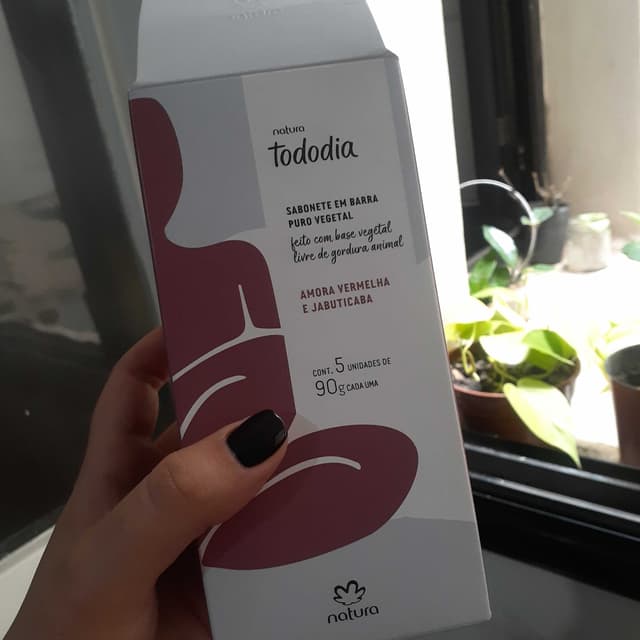 natura
tododia
SABONETE EM BARRA
PURO VEGETAL
feito com base vegetal
livre de gordura animal
AMORA VERMELHA
E JABUTICABA
CONT. 5 UNIDADES DE
90g CADA UMA
natura